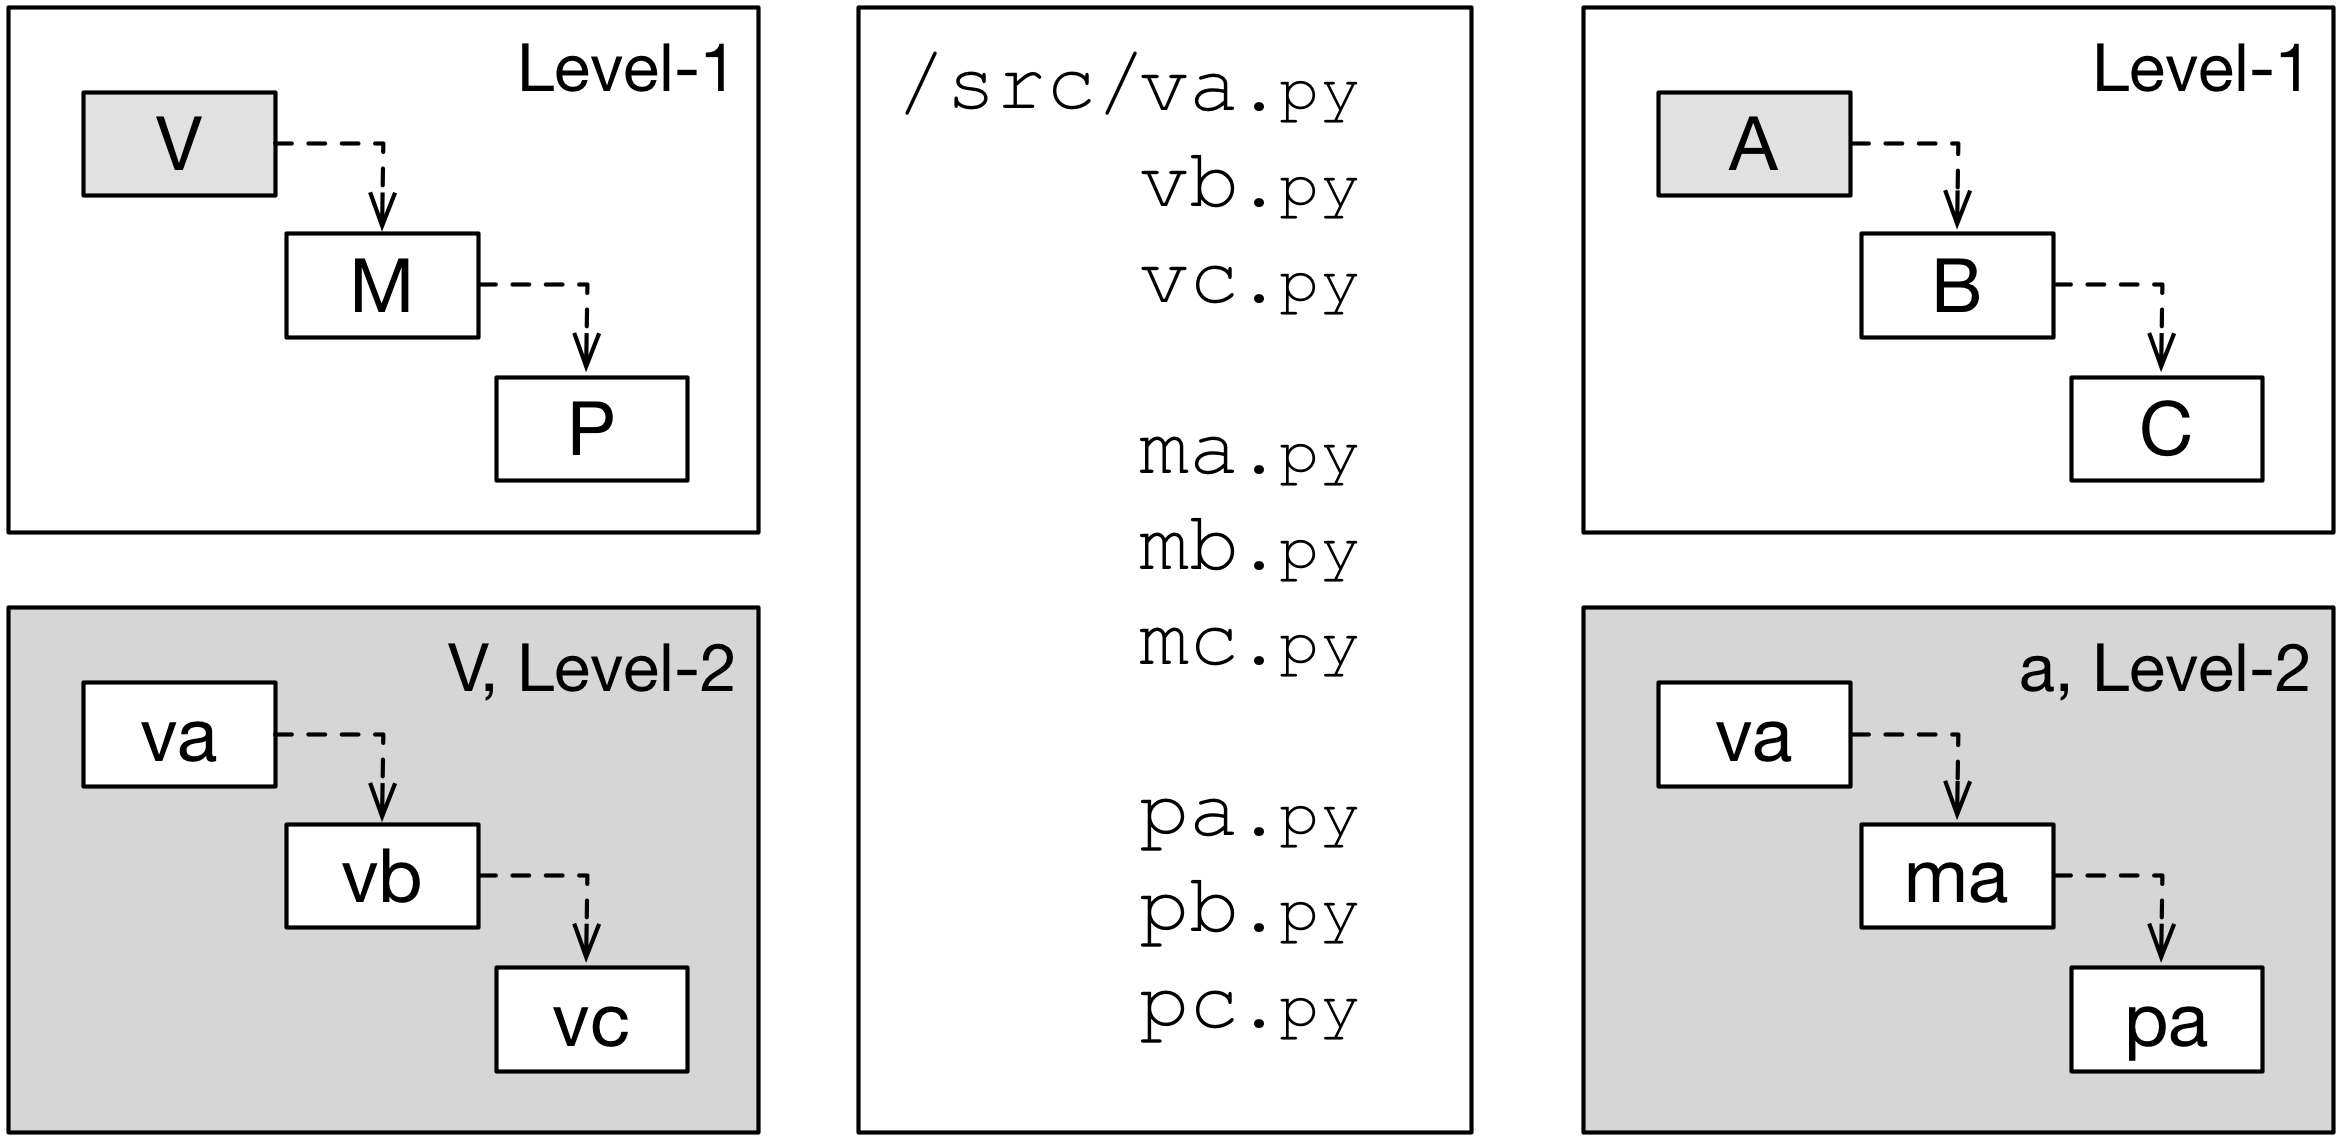 Level-1
V
M
P
V, Level-2
va
vb
vc
/src/va.py
vb.py
vc.py
ma.py
mb.py
mc.py
pa.py
pb.py
pc.py
Level-1
A
B
C
a, Level-2
va
ma
pa